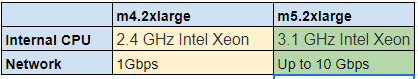 m4.2xlarge m5.2xlarge
Internal CPU 2.4 GHz Intel Xeon 3.1 GHz Intel Xeon
Network 1Gbps Up to 10 Gbps